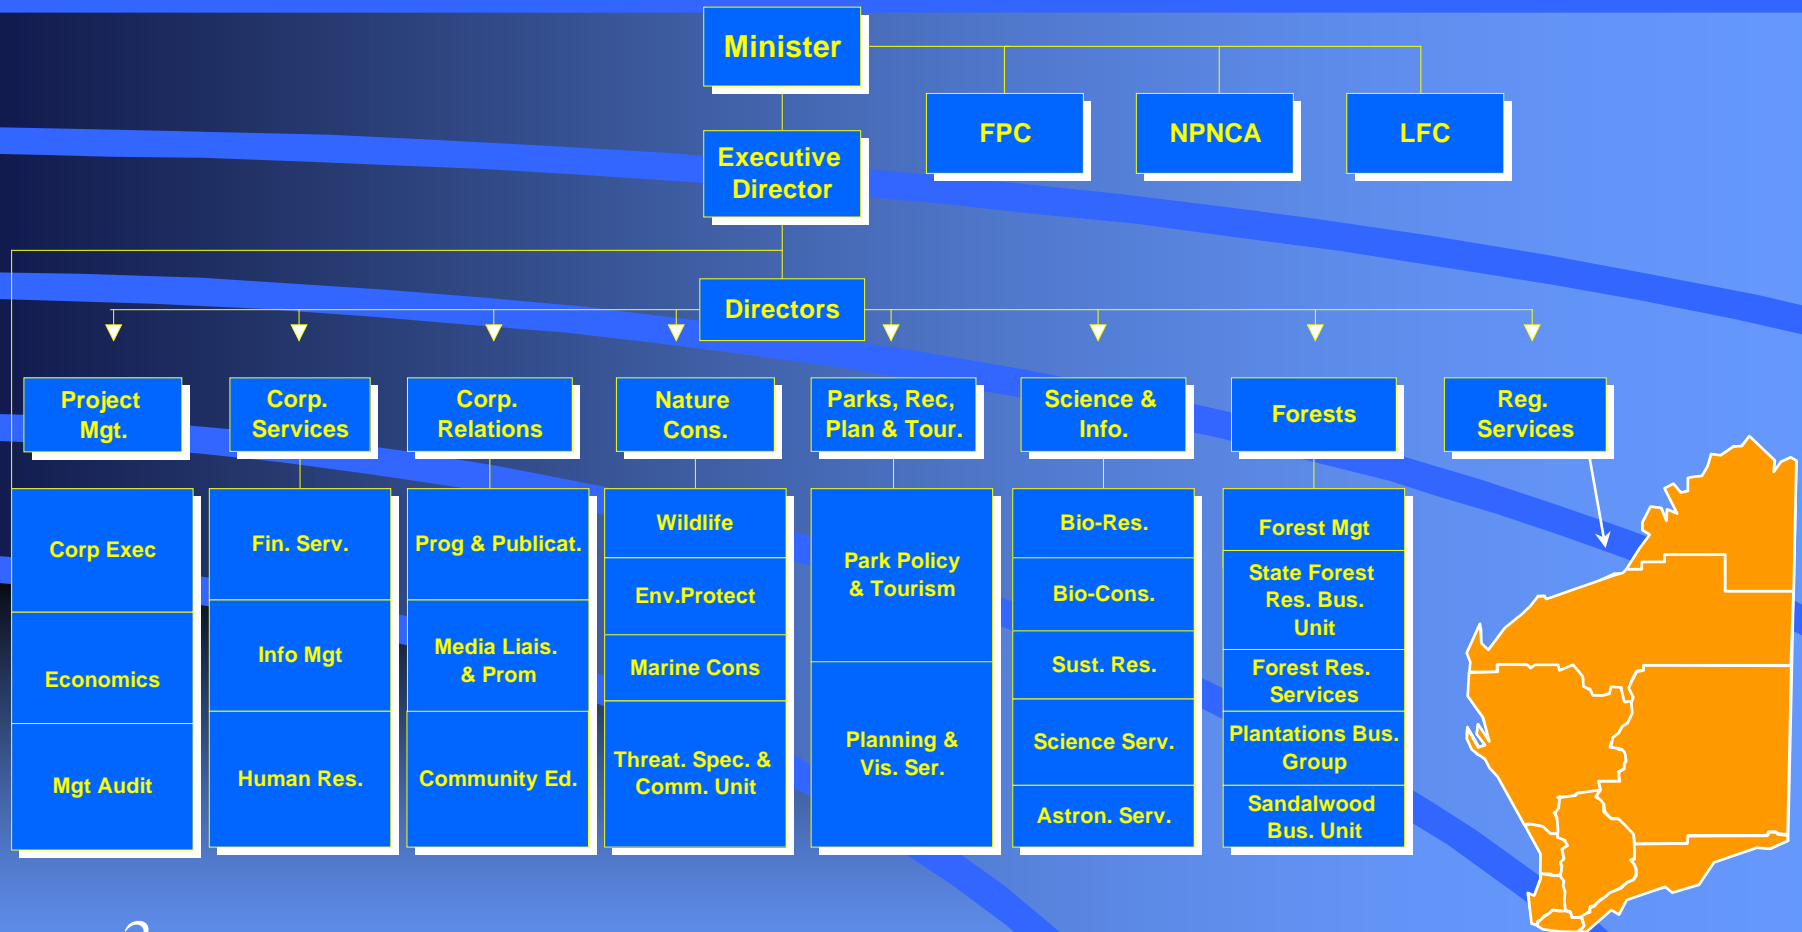 Minister
FPC
NPNCA
LFC
Executive
Director
Directors
Project
Mgt.
Corp.
Services
Corp.
Relations
Nature
Cons.
Parks, Rec,
Plan & Tour.
Science &
Info.
Forests
Reg.
Services
Corp Exec
Economics
Mgt Audit
Fin. Serv.
Info Mgt
Human Res.
Prog & Publicat.
Media Liais.
& Prom
Community Ed.
Wildlife
Env.Protect
Marine Cons
Threat. Spec. &
Comm. Unit
Park Policy
& Tourism
Planning &
Vis. Ser.
Bio-Res.
Bio-Cons.
Sust. Res.
Science Serv.
Astron. Serv.
Forest Mgt
State Forest
Res. Bus.
Unit
Forest Res.
Services
Plantations Bus.
Group
Sandalwood
Bus. Unit